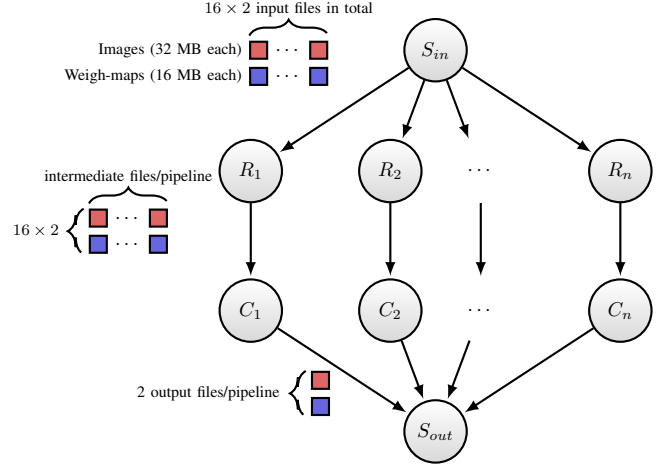 16 × 2 input files in total
Images (32 MB each) ···
Weigh-maps (16 MB each) ···
S_in
R_1 R_2 ··· R_n
intermediate files/pipeline
16 × 2 ···
···
C_1 C_2 ··· C_n
2 output files/pipeline
S_out